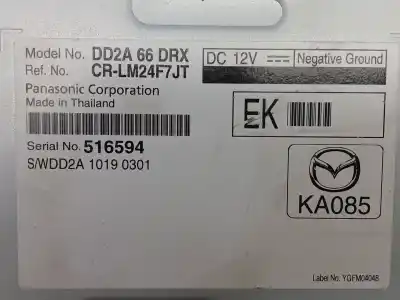 Model No. DD2A 66 DRX
Ref. No. CR-LM24F7JT
DC 12V Negative Ground
Panasonic Corporation
Made in Thailand
EK
Serial No. 516594
S/WDD2A 1019 0301
KA085
Label No. YGFM04048